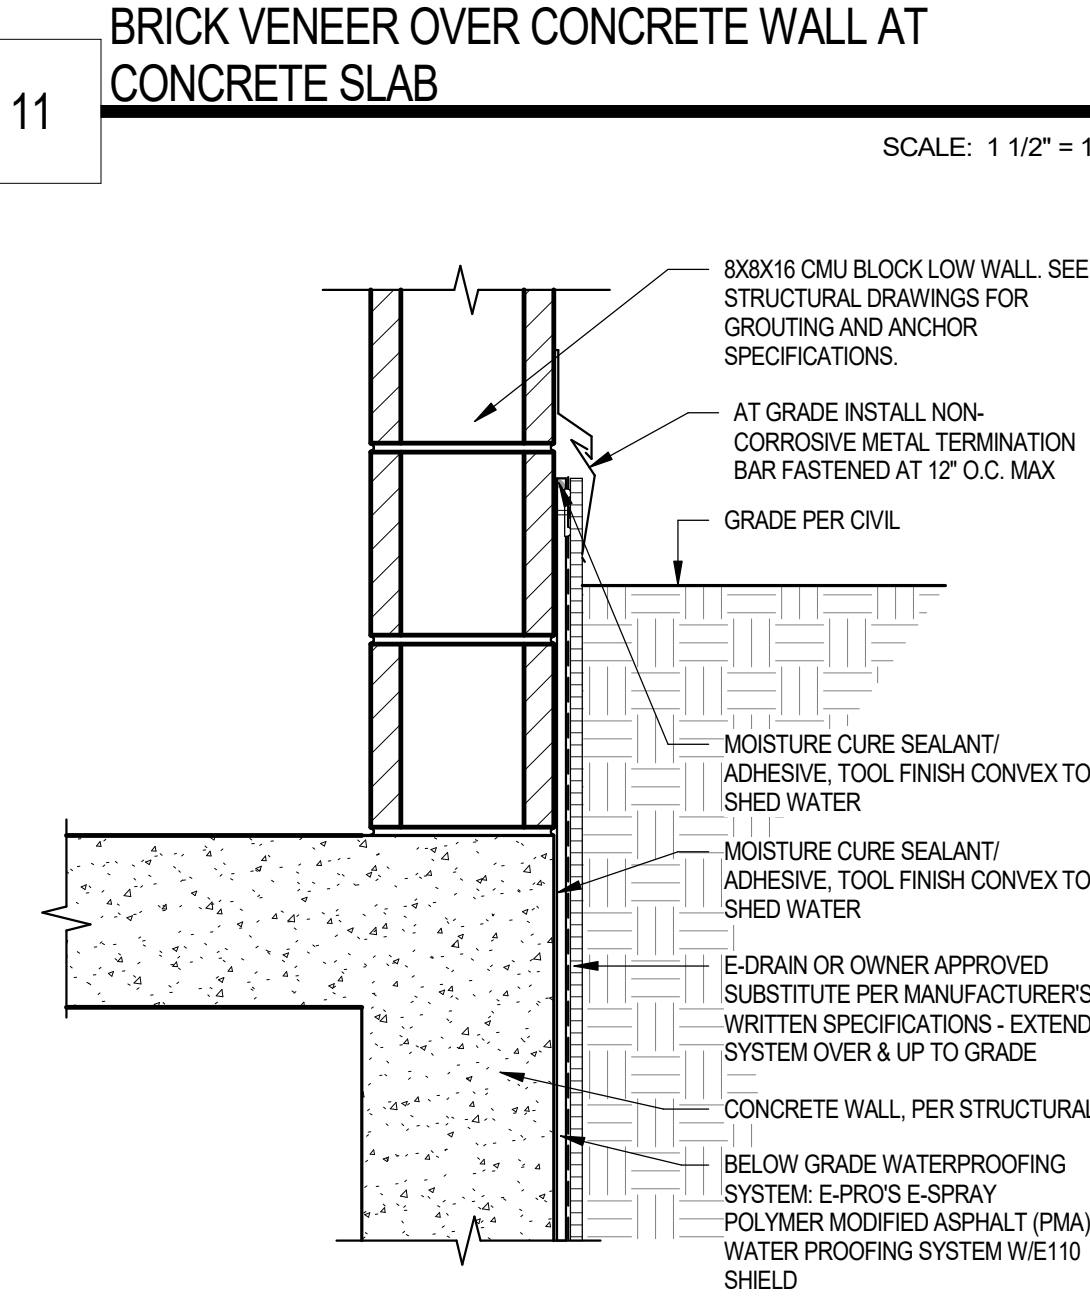 BRICK VENEER OVER CONCRETE WALL AT
CONCRETE SLAB
11
SCALE: 1 1/2" = 1
8X8X16 CMU BLOCK LOW WALL. SEE
STRUCTURAL DRAWINGS FOR
GROUTING AND ANCHOR
SPECIFICATIONS.
AT GRADE INSTALL NON-
CORROSIVE METAL TERMINATION
BAR FASTENED AT 12" O.C. MAX
GRADE PER CIVIL
MOISTURE CURE SEALANT/
ADHESIVE, TOOL FINISH CONVEX TO
SHED WATER
MOISTURE CURE SEALANT/
ADHESIVE, TOOL FINISH CONVEX TO
SHED WATER
E-DRAIN OR OWNER APPROVED
SUBSTITUTE PER MANUFACTURER'S
WRITTEN SPECIFICATIONS - EXTEND
SYSTEM OVER & UP TO GRADE
CONCRETE WALL, PER STRUCTURAL
BELOW GRADE WATERPROOFING
SYSTEM: E-PRO'S E-SPRAY
POLYMER MODIFIED ASPHALT (PMA)
WATER PROOFING SYSTEM W/E110
SHIELD